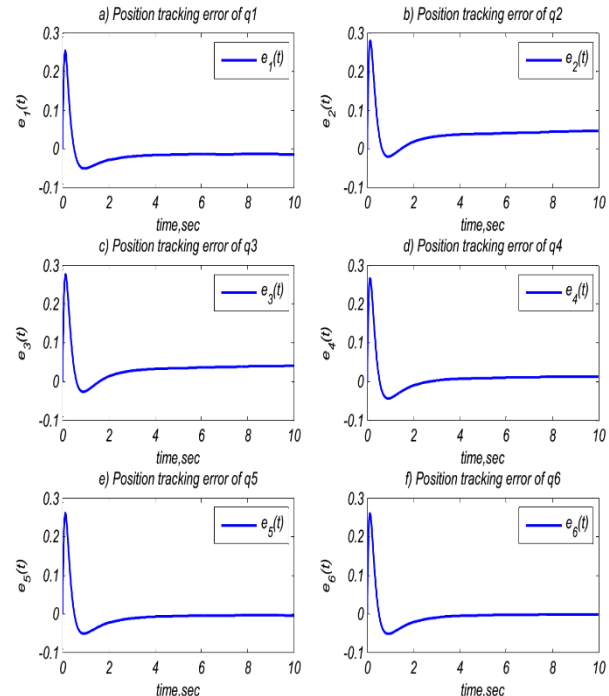 a) Position tracking error of q1
0.3
0.2
0.1
0
-0.1
e1(t)
e1(t)
0 2 4 6 8 10
time,sec
b) Position tracking error of q2
0.3
0.2
0.1
0
-0.1
e2(t)
e2(t)
0 2 4 6 8 10
time,sec
c) Position tracking error of q3
0.3
0.2
0.1
0
-0.1
e3(t)
e3(t)
0 2 4 6 8 10
time,sec
d) Position tracking error of q4
0.3
0.2
0.1
0
-0.1
e4(t)
e4(t)
0 2 4 6 8 10
time,sec
e) Position tracking error of q5
0.3
0.2
0.1
0
-0.1
e5(t)
e5(t)
0 2 4 6 8 10
time,sec
f) Position tracking error of q6
0.3
0.2
0.1
0
-0.1
e6(t)
e6(t)
0 2 4 6 8 10
time,sec